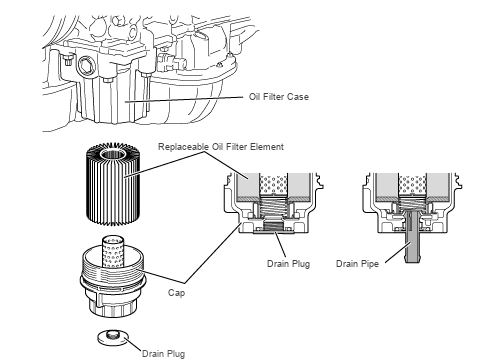 Oil Filter Case
Replaceable Oil Filter Element
Drain Plug
Drain Pipe
Cap
Drain Plug